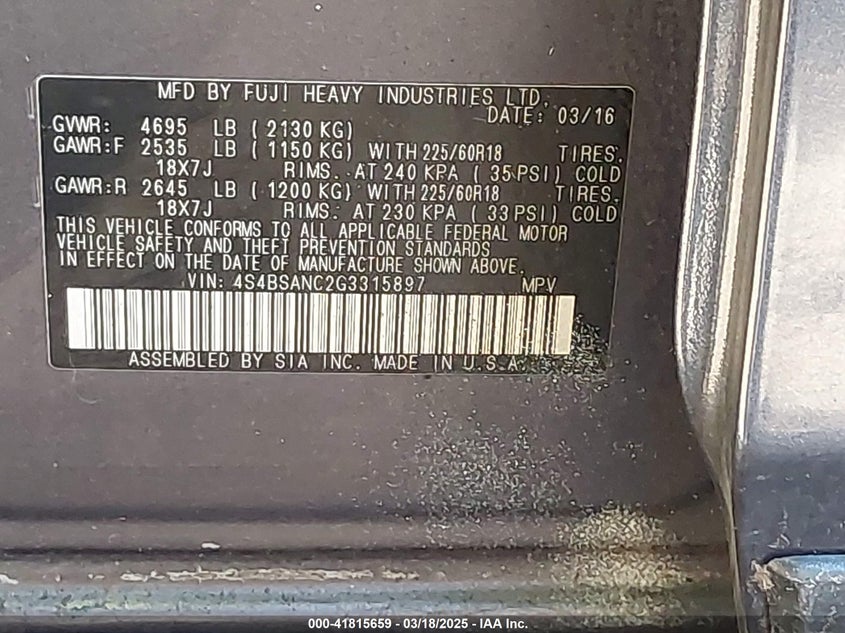 MFD BY FUJI HEAVY INDUSTRIES LTD.
DATE: 03/16
GVWR: 4695 LB ( 2130 KG)
GAWR:F 2535 LB ( 1150 KG) WITH 225/60R18 TIRES.
18X7J RIMS. AT 240 KPA ( 35 PSI) COLD
GAWR:R 2645 LB ( 1200 KG) WITH 225/60R18 TIRES.
18X7J RIMS. AT 230 KPA ( 33 PSI) COLD
THIS VEHICLE CONFORMS TO ALL APPLICABLE FEDERAL MOTOR
VEHICLE SAFETY AND THEFT PREVENTION STANDARDS
IN EFFECT ON THE DATE OF MANUFACTURE SHOWN ABOVE.
VIN: 4S4BSANC2G3315897 MPV
ASSEMBLED BY SIA INC. MADE IN U.S.A.
000-41815659 - 03/18/2025 - IAA Inc.